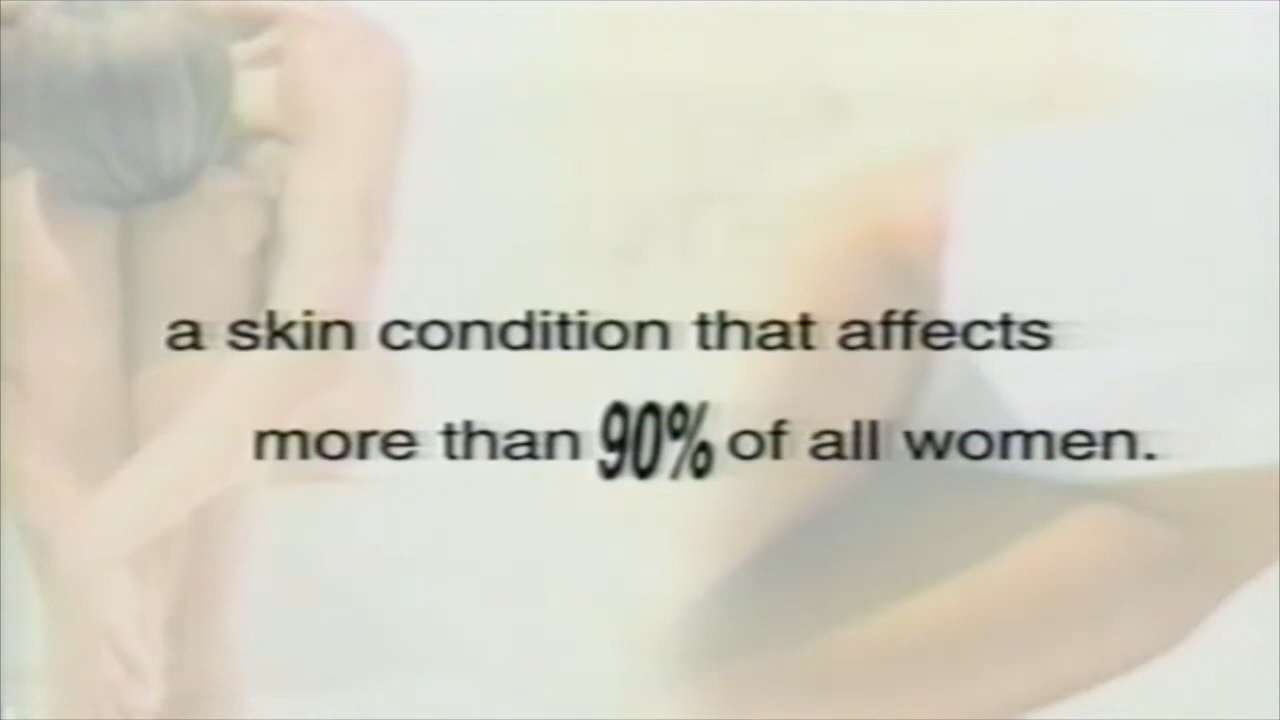 a skin condition that affects
more than 90% of all women.